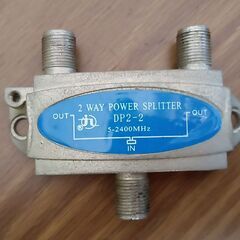 2 WAY POWER SPLITTER
OUT DP2-2 OUT
5-2400MHz
IN